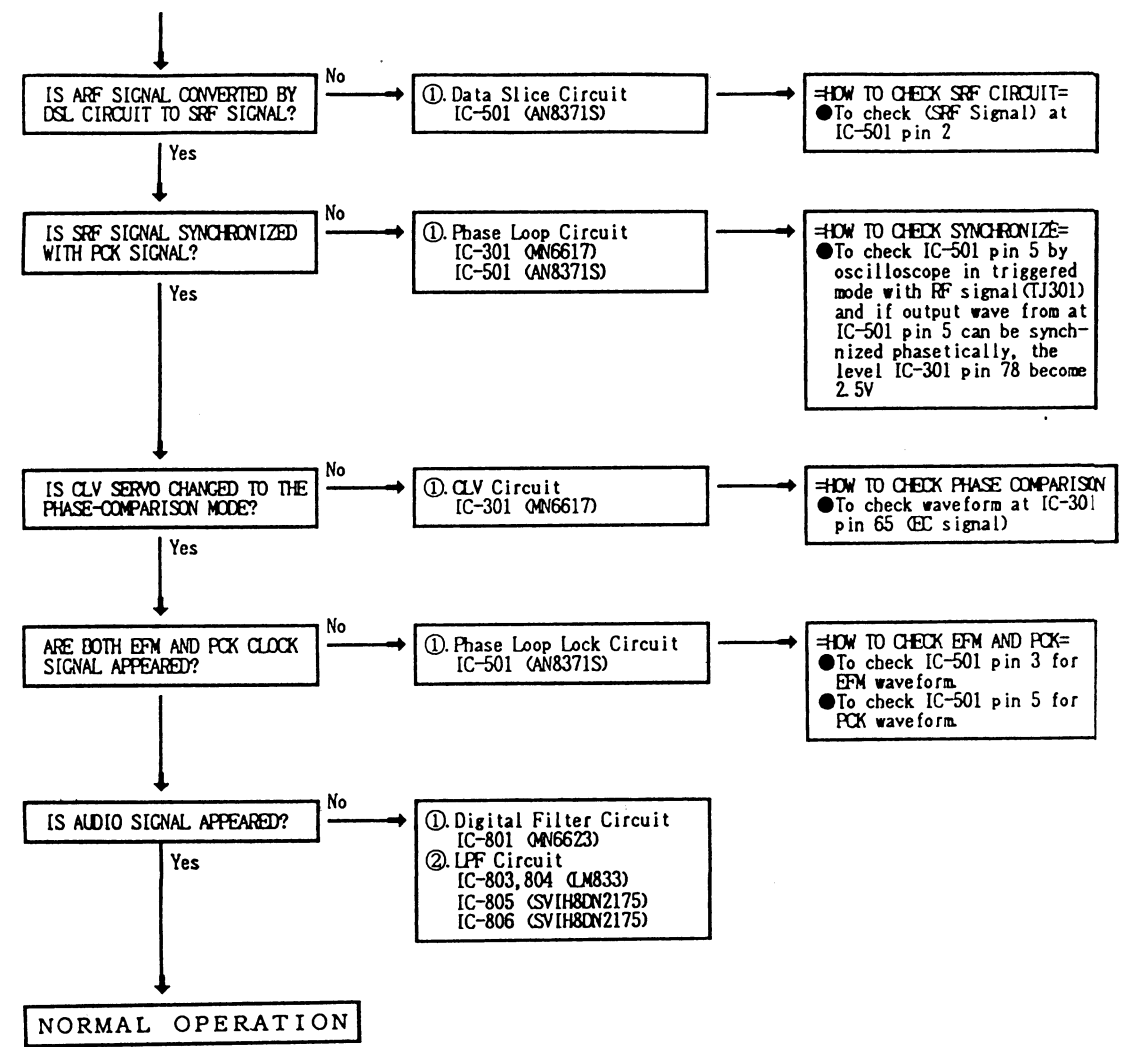 IS ARF SIGNAL CONVERTED BY
DSL CIRCUIT TO SRF SIGNAL?
No
①. Data Slice Circuit
IC-501 (AN8371S)
=HOW TO CHECK SRF CIRCUIT=
●To check (SRF Signal) at
IC-501 pin 2
Yes
IS SRF SIGNAL SYNCHRONIZED
WITH PCK SIGNAL?
No
①. Phase Loop Circuit
IC-301 (MN6617)
IC-501 (AN8371S)
=HOW TO CHECK SYNCHRONIZE=
●To check IC-501 pin 5 by
oscilloscope in triggered
mode with RF signal(TJ301)
and if output wave from at
IC-501 pin 5 can be synch-
nized phasetically, the
level IC-301 pin 78 become
2.5V
Yes
IS CLV SERVO CHANGED TO THE
PHASE-COMPARISON MODE?
No
①. CLV Circuit
IC-301 (MN6617)
=HOW TO CHECK PHASE COMPARISON
●To check waveform at IC-301
pin 65 (EC signal)
Yes
ARE BOTH EFM AND PCK CLOCK
SIGNAL APPEARED?
No
①. Phase Loop Lock Circuit
IC-501 (AN8371S)
=HOW TO CHECK EFM AND PCK=
●To check IC-501 pin 3 for
EFM waveform.
●To check IC-501 pin 5 for
PCK waveform.
IS AUDIO SIGNAL APPEARED?
No
①. Digital Filter Circuit
IC-801 (MN6623)
②. LPF Circuit
IC-803,804 (LM833)
IC-805 (SVIH8DN2175)
IC-806 (SVIH8DN2175)
Yes
NORMAL OPERATION